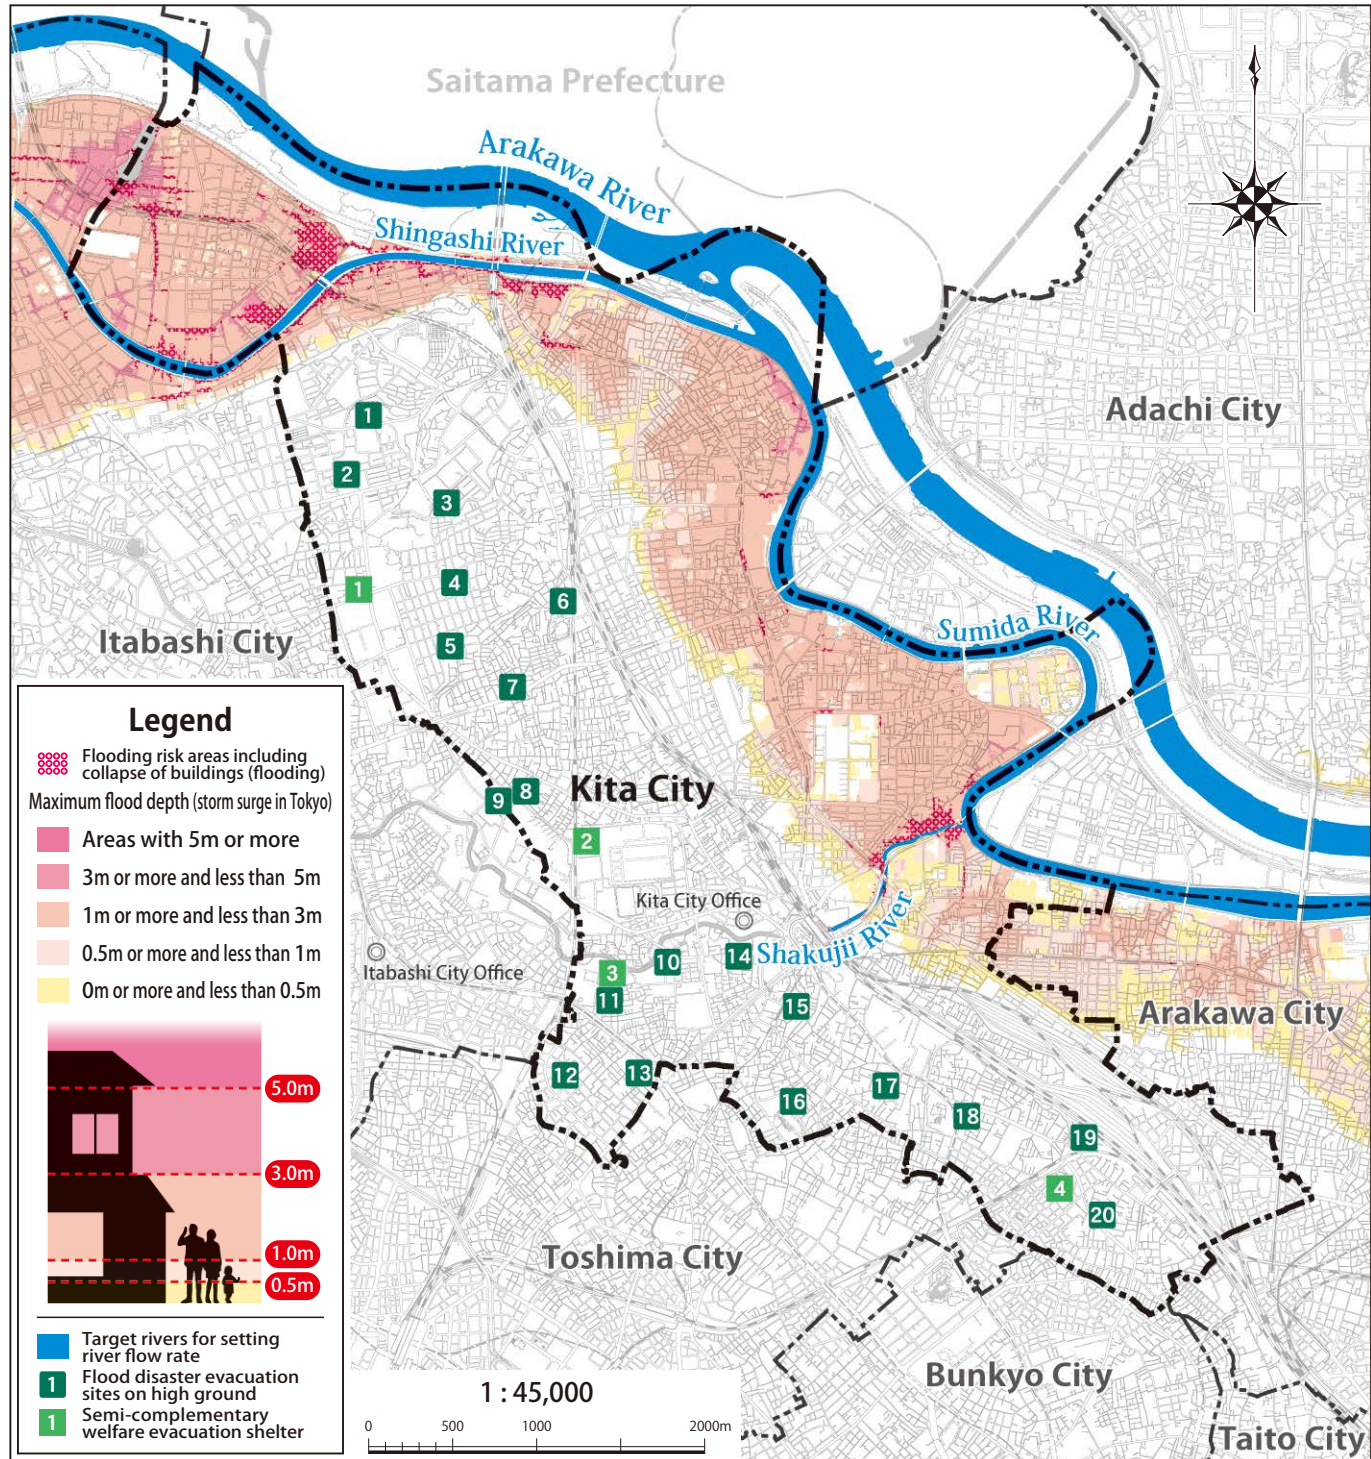 Saitama Prefecture
Arakawa River
Shingashi River
Adachi City
1
2
3
1
4
6
Itabashi City
Sumida River
5
7
Legend
Flooding risk areas including
collapse of buildings (flooding)
Maximum flood depth (storm surge in Tokyo)
Areas with 5m or more
3m or more and less than 5m
1m or more and less than 3m
0.5m or more and less than 1m
0m or more and less than 0.5m
5.0m
3.0m
1.0m
0.5m
Target rivers for setting
river flow rate
1
Flood disaster evacuation
sites on high ground
1
Semi-complementary
welfare evacuation shelter
Kita City
9
8
2
Kita City Office
Shakujii River
Itabashi City Office
3
10
14
11
15
Arakawa City
12
13
16
17
18
19
4
20
Toshima City
Bunkyo City
Taito City
1 : 45,000
0 500 1000 2000m